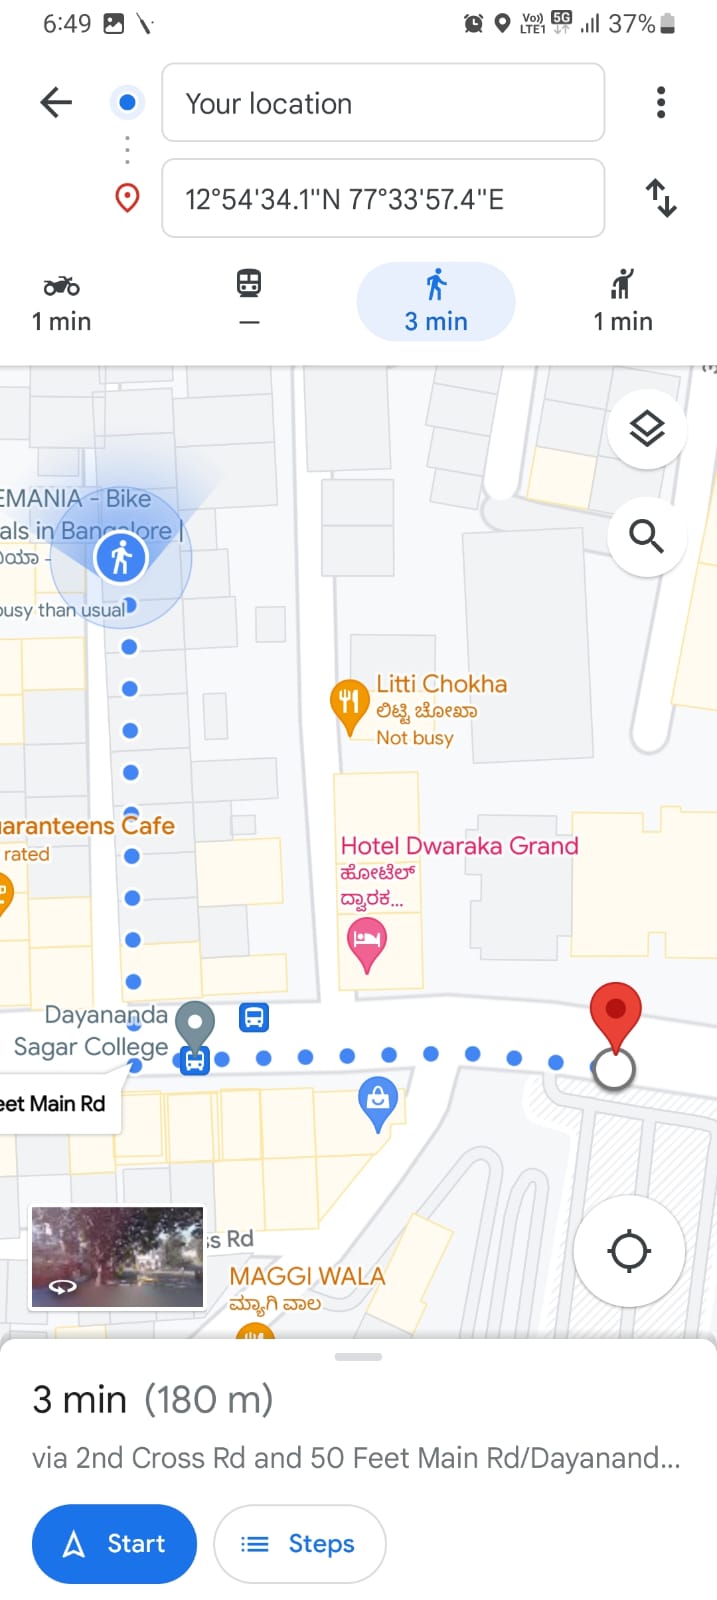 6:49
Vo)) LTE1 5G 37%
Your location
12°54'34.1"N 77°33'57.4"E
1 min
—
3 min
1 min
EMANIA - Bike
als in Bangalore |
ಿಯಾ -
busy than usual
Litti Chokha
ಲಿಟ್ಟಿ ಚೋಖಾ
Not busy
aranteens Cafe
rated
Hotel Dwaraka Grand
ಹೋಟೆಲ್
ದ್ವಾರಕ...
Dayananda
Sagar College
eet Main Rd
s Rd
MAGGI WALA
ಮ್ಯಾಗಿ ವಾಲ
3 min (180 m)
via 2nd Cross Rd and 50 Feet Main Rd/Dayanand...
Start
Steps